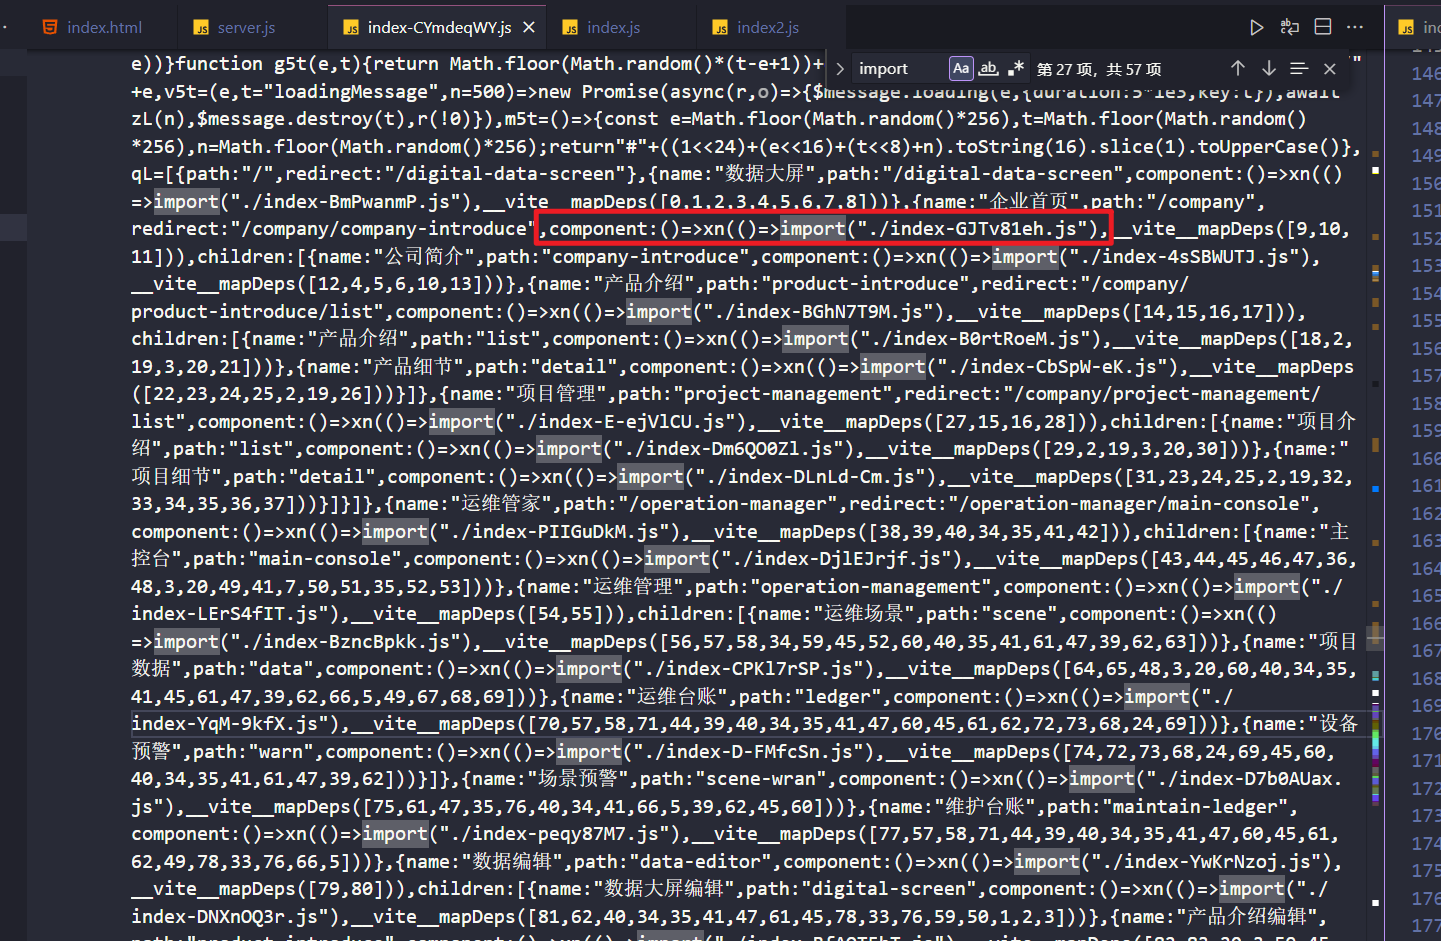 index.html
server.js
index-CYmdeqWY.js
index.js
index2.js
import
第 27 项，共 57 项
e))}function g5t(e,t){return Math.floor(Math.random()*(t-e+1))+
+e,v5t=(e,t="loadingMessage",n=500)=>new Promise(async(r,o)=>{$message.loading(e,{duration:5*1e3,key:t}),await
zL(n),$message.destroy(t),r(!0)}),m5t=()=>{const e=Math.floor(Math.random()*256),t=Math.floor(Math.random()
*256),n=Math.floor(Math.random()*256);return"#"+((1<<24)+(e<<16)+(t<<8)+n).toString(16).slice(1).toUpperCase()},
qL=[{path:"/",redirect:"/digital-data-screen"},{name:"数据大屏",path:"/digital-data-screen",component:()=>xn(()
=>import("./index-BmPwanmP.js"),__vite__mapDeps([0,1,2,3,4,5,6,7,8]))},{name:"企业首页",path:"/company",
redirect:"/company/company-introduce",component:()=>xn(()=>import("./index-GJTv81eh.js"),__vite__mapDeps([9,10,
11])),children:[{name:"公司简介",path:"company-introduce",component:()=>xn(()=>import("./index-4sSBWUTJ.js"),
__vite__mapDeps([12,4,5,6,10,13]))},{name:"产品介绍",path:"product-introduce",redirect:"/company/
product-introduce/list",component:()=>xn(()=>import("./index-BGhN7T9M.js"),__vite__mapDeps([14,15,16,17])),
children:[{name:"产品介绍",path:"list",component:()=>xn(()=>import("./index-B0rtRoeM.js"),__vite__mapDeps([18,2,
19,3,20,21]))},{name:"产品细节",path:"detail",component:()=>xn(()=>import("./index-CbSpW-eK.js"),__vite__mapDeps
([22,23,24,25,2,19,26]))}]},{name:"项目管理",path:"project-management",redirect:"/company/project-management/
list",component:()=>xn(()=>import("./index-E-ejVlCU.js"),__vite__mapDeps([27,15,16,28])),children:[{name:"项目介
绍",path:"list",component:()=>xn(()=>import("./index-Dm6QO0Zl.js"),__vite__mapDeps([29,2,19,3,20,30]))},{name:"
项目细节",path:"detail",component:()=>xn(()=>import("./index-DLnLd-Cm.js"),__vite__mapDeps([31,23,24,25,2,19,32,
33,34,35,36,37]))}]}]},{name:"运维管家",path:"/operation-manager",redirect:"/operation-manager/main-console",
component:()=>xn(()=>import("./index-PIIGuDkM.js"),__vite__mapDeps([38,39,40,34,35,41,42])),children:[{name:"主
控台",path:"main-console",component:()=>xn(()=>import("./index-DjlEJrjf.js"),__vite__mapDeps([43,44,45,46,47,36,
48,3,20,49,41,7,50,51,35,52,53]))},{name:"运维管理",path:"operation-management",component:()=>xn(()=>import("./
index-LErS4fIT.js"),__vite__mapDeps([54,55])),children:[{name:"运维场景",path:"scene",component:()=>xn(()
=>import("./index-BzncBpkk.js"),__vite__mapDeps([56,57,58,34,59,45,52,60,40,35,41,61,47,39,62,63]))},{name:"项目
数据",path:"data",component:()=>xn(()=>import("./index-CPKl7rSP.js"),__vite__mapDeps([64,65,48,3,20,60,40,34,35,
41,45,61,47,39,62,66,5,49,67,68,69]))},{name:"运维台账",path:"ledger",component:()=>xn(()=>import("./
index-YqM-9kfX.js"),__vite__mapDeps([70,57,58,71,44,39,40,34,35,41,47,60,45,61,62,72,73,68,24,69]))},{name:"设备
预警",path:"warn",component:()=>xn(()=>import("./index-D-FMfcSn.js"),__vite__mapDeps([74,72,73,68,24,69,45,60,
40,34,35,41,61,47,39,62]))}]},{name:"场景预警",path:"scene-wran",component:()=>xn(()=>import("./index-D7b0AUax.
js"),__vite__mapDeps([75,61,47,35,76,40,34,41,66,5,39,62,45,60]))},{name:"维护台账",path:"maintain-ledger",
component:()=>xn(()=>import("./index-peqy87M7.js"),__vite__mapDeps([77,57,58,71,44,39,40,34,35,41,47,60,45,61,
62,49,78,33,76,66,5]))},{name:"数据编辑",path:"data-editor",component:()=>xn(()=>import("./index-YwKrNzoj.js"),
__vite__mapDeps([79,80])),children:[{name:"数据大屏编辑",path:"digital-screen",component:()=>xn(()=>import("./
index-DNXnOQ3r.js"),__vite__mapDeps([81,62,40,34,35,41,47,61,45,78,33,76,59,50,1,2,3]))},{name:"产品介绍编辑",
146
147
148
149
150
151
152
153
154
155
156
157
158
159
160
161
162
163
164
165
166
167
168
169
170
171
172
173
174
175
176
177